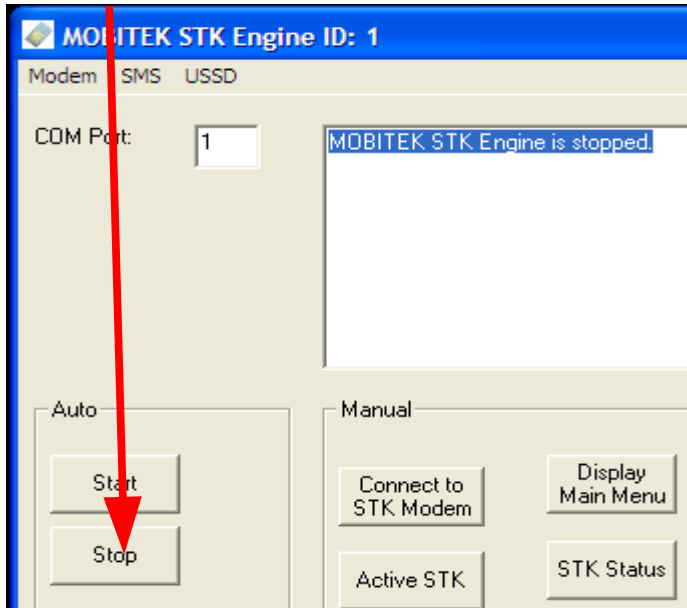 MOBITEK STK Engine ID: 1
Modem SMS USSD
COM Port: 1
MOBITEK STK Engine is stopped.
Auto
Start
Stop
Manual
Connect to
STK Modem
Display
Main Menu
Active STK
STK Status